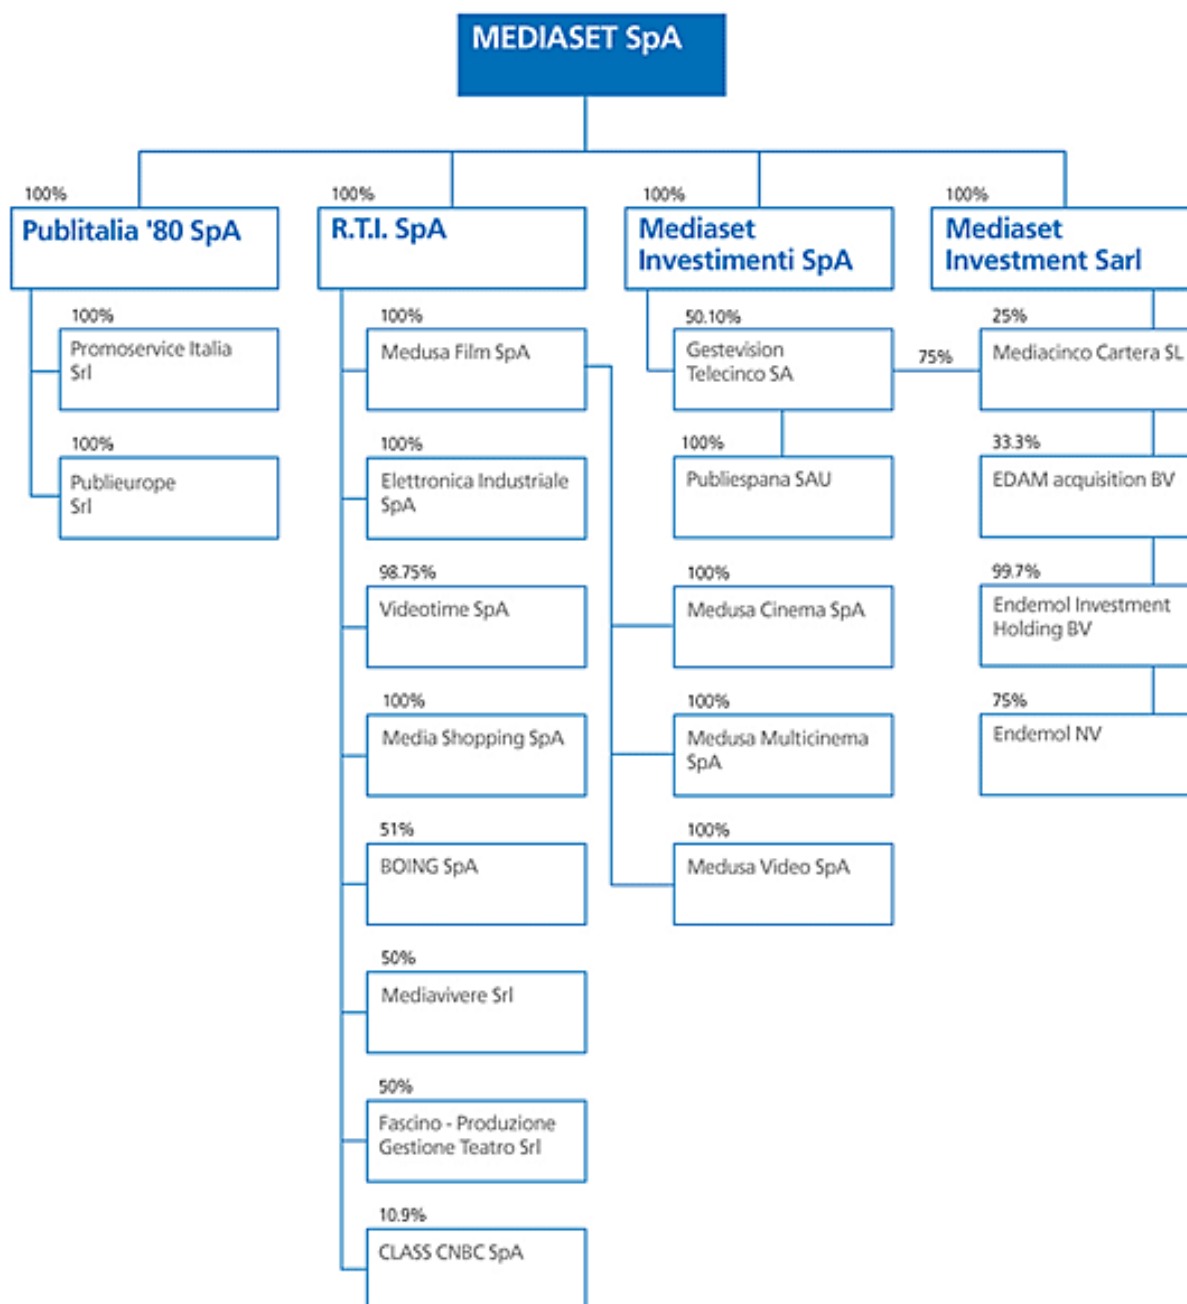 MEDIASET SpA
100%
Publitalia '80 SpA
100%
Promoservice Italia
Srl
100%
Publieurope
Srl
100%
R.T.I. SpA
100%
Medusa Film SpA
100%
Elettronica Industriale
SpA
98.75%
Videotime SpA
100%
Media Shopping SpA
51%
BOING SpA
50%
Mediavivere Srl
50%
Fascino - Produzione
Gestione Teatro Srl
10.9%
CLASS CNBC SpA
100%
Mediaset
Investimenti SpA
50.10%
Gestevision
Telecinco SA
75%
100%
Publiespana SAU
100%
Medusa Cinema SpA
100%
Medusa Multicinema
SpA
100%
Medusa Video SpA
100%
Mediaset
Investment Sarl
25%
Mediacinco Cartera SL
33.3%
EDAM acquisition BV
99.7%
Endemol Investment
Holding BV
75%
Endemol NV